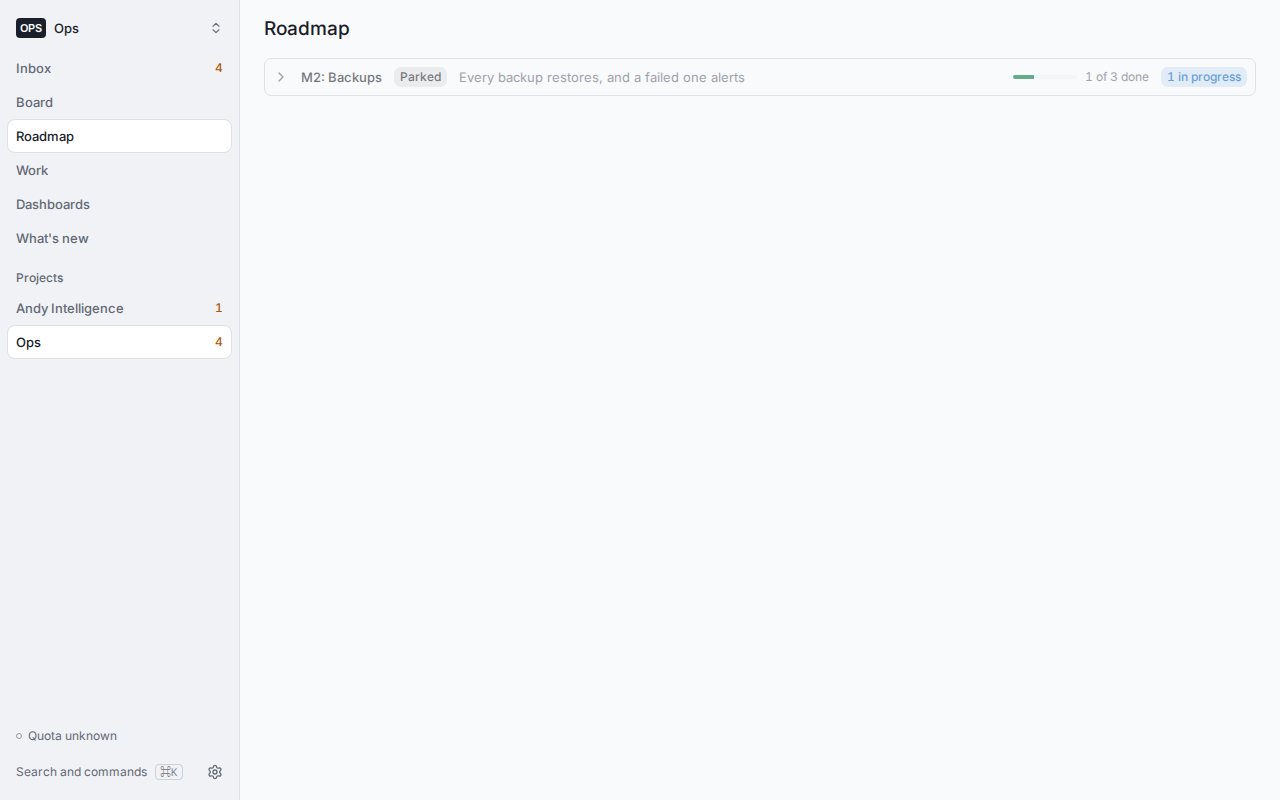 OPS Ops
Inbox 4
Board
Roadmap
Work
Dashboards
What's new
Projects
Andy Intelligence 1
Ops 4
Quota unknown
Search and commands ⌘K
Roadmap
M2: Backups Parked Every backup restores, and a failed one alerts 1 of 3 done 1 in progress